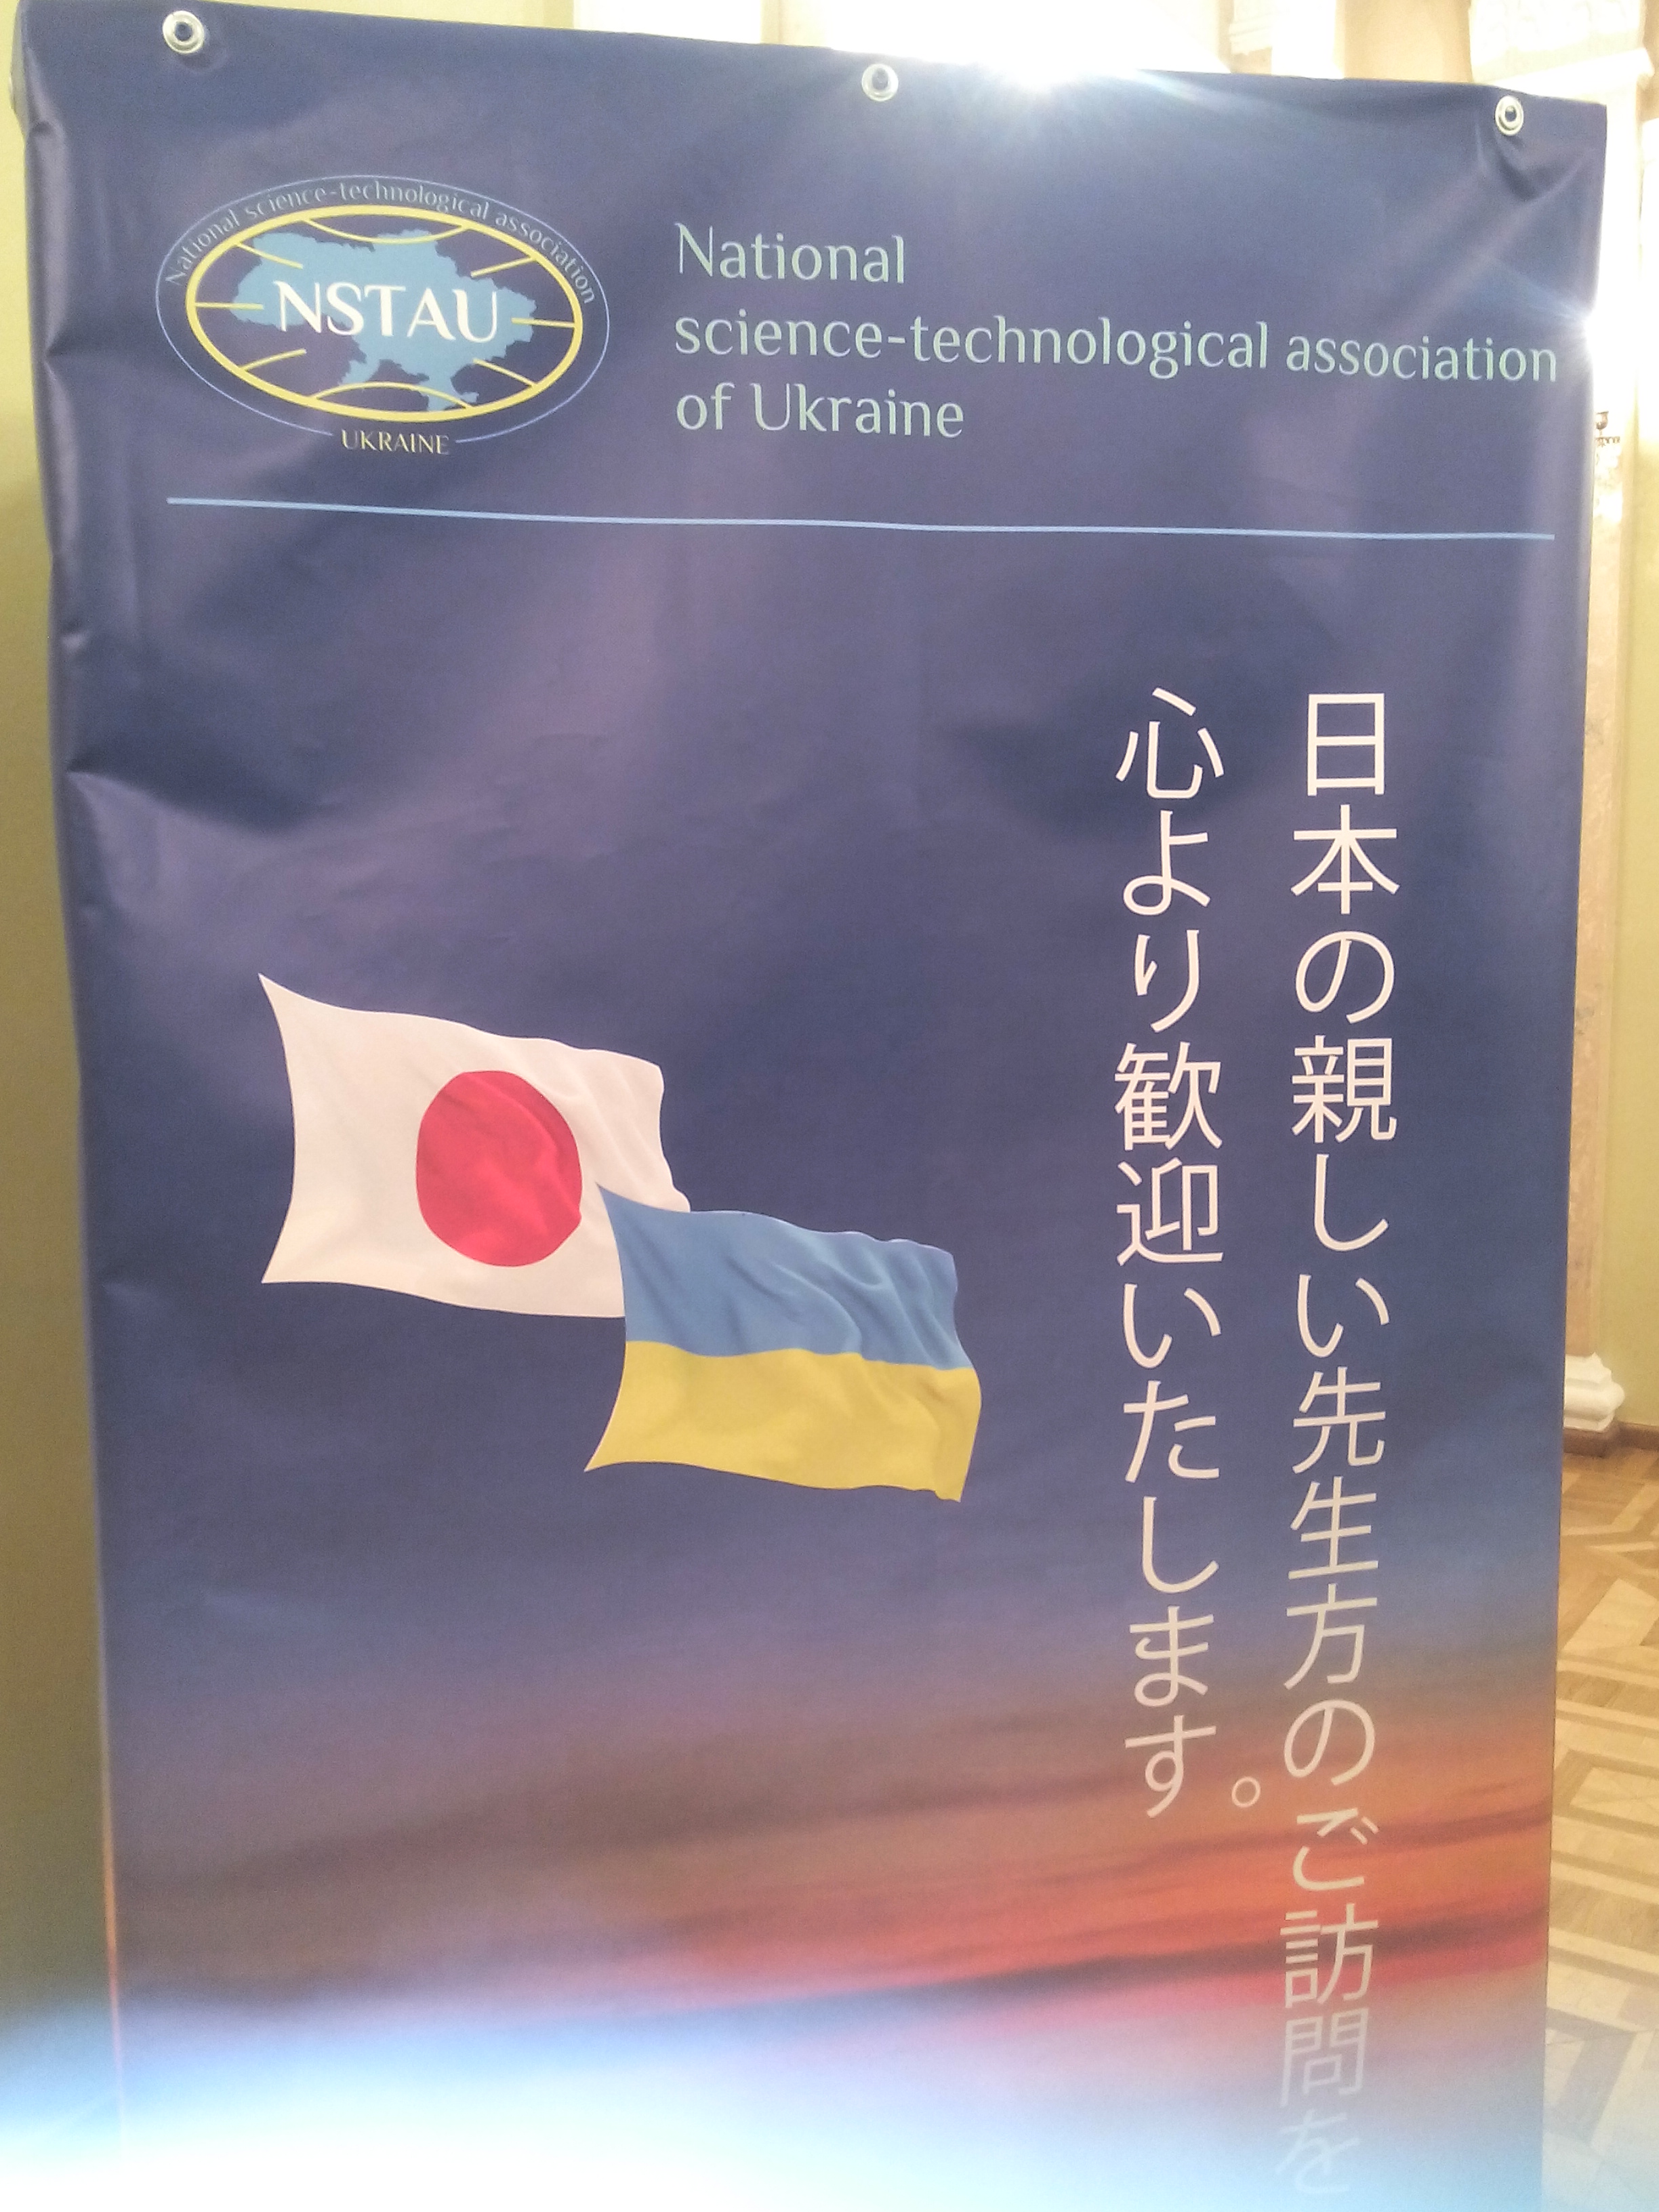 National science-technological association
NSTAU
UKRAINE
National
science-technological association
of Ukraine
日本の親しい先生方のご訪問を
心より歓迎いたします。